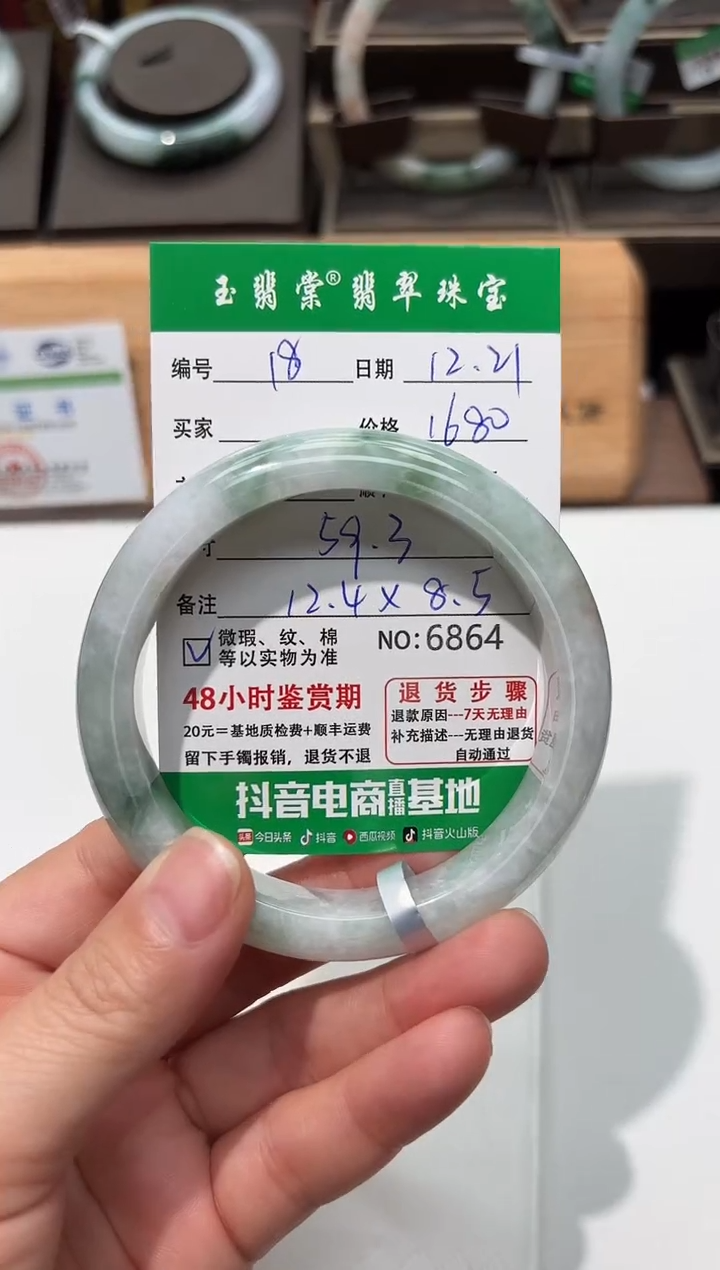 玉翡棠®翡翠珠宝
编号 18 日期 12.21
买家 价格 1680
寸 59.3
备注 12.4×8.5
微瑕、纹、棉
等以实物为准
NO:6864
48小时鉴赏期
20元=基地质检费+顺丰运费
留下手镯报销，退货不退
退货步骤
退款原因---7天无理由
补充描述---无理由退货
自动通过
抖音电商直播基地
头条 今日头条 抖音 西瓜视频 抖音火山版